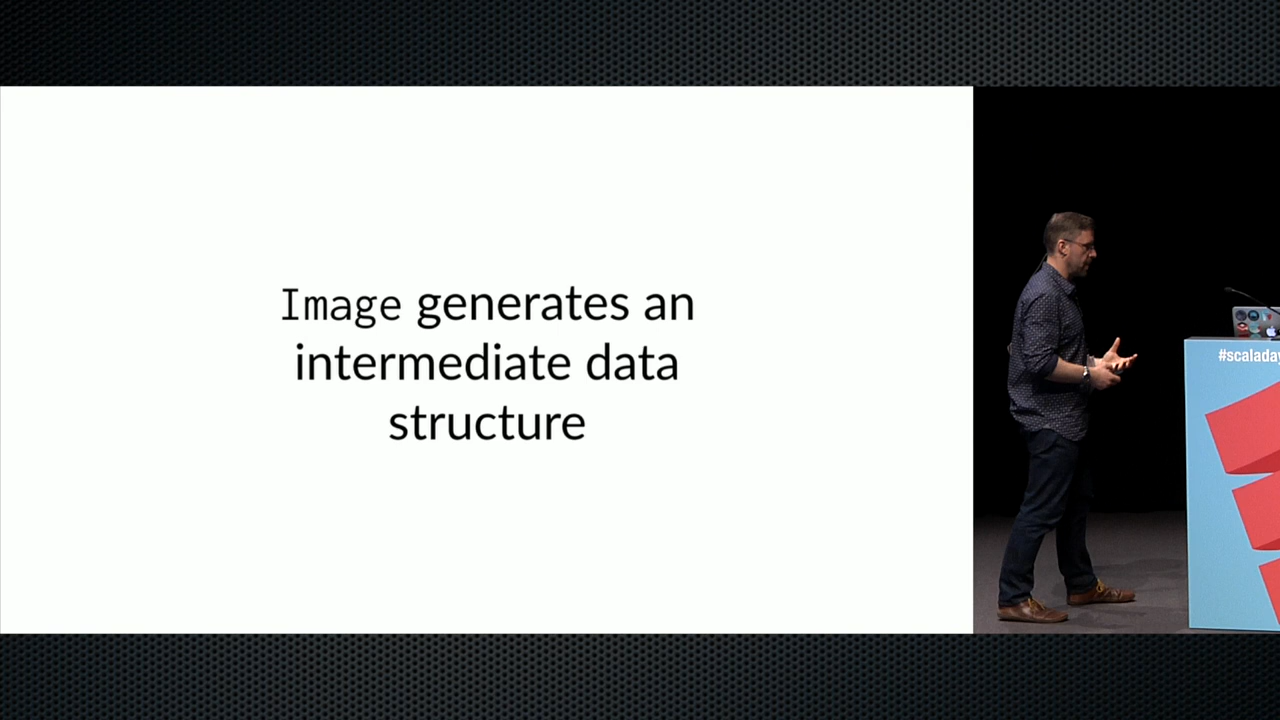 Image generates an
intermediate data
structure
#scaladay